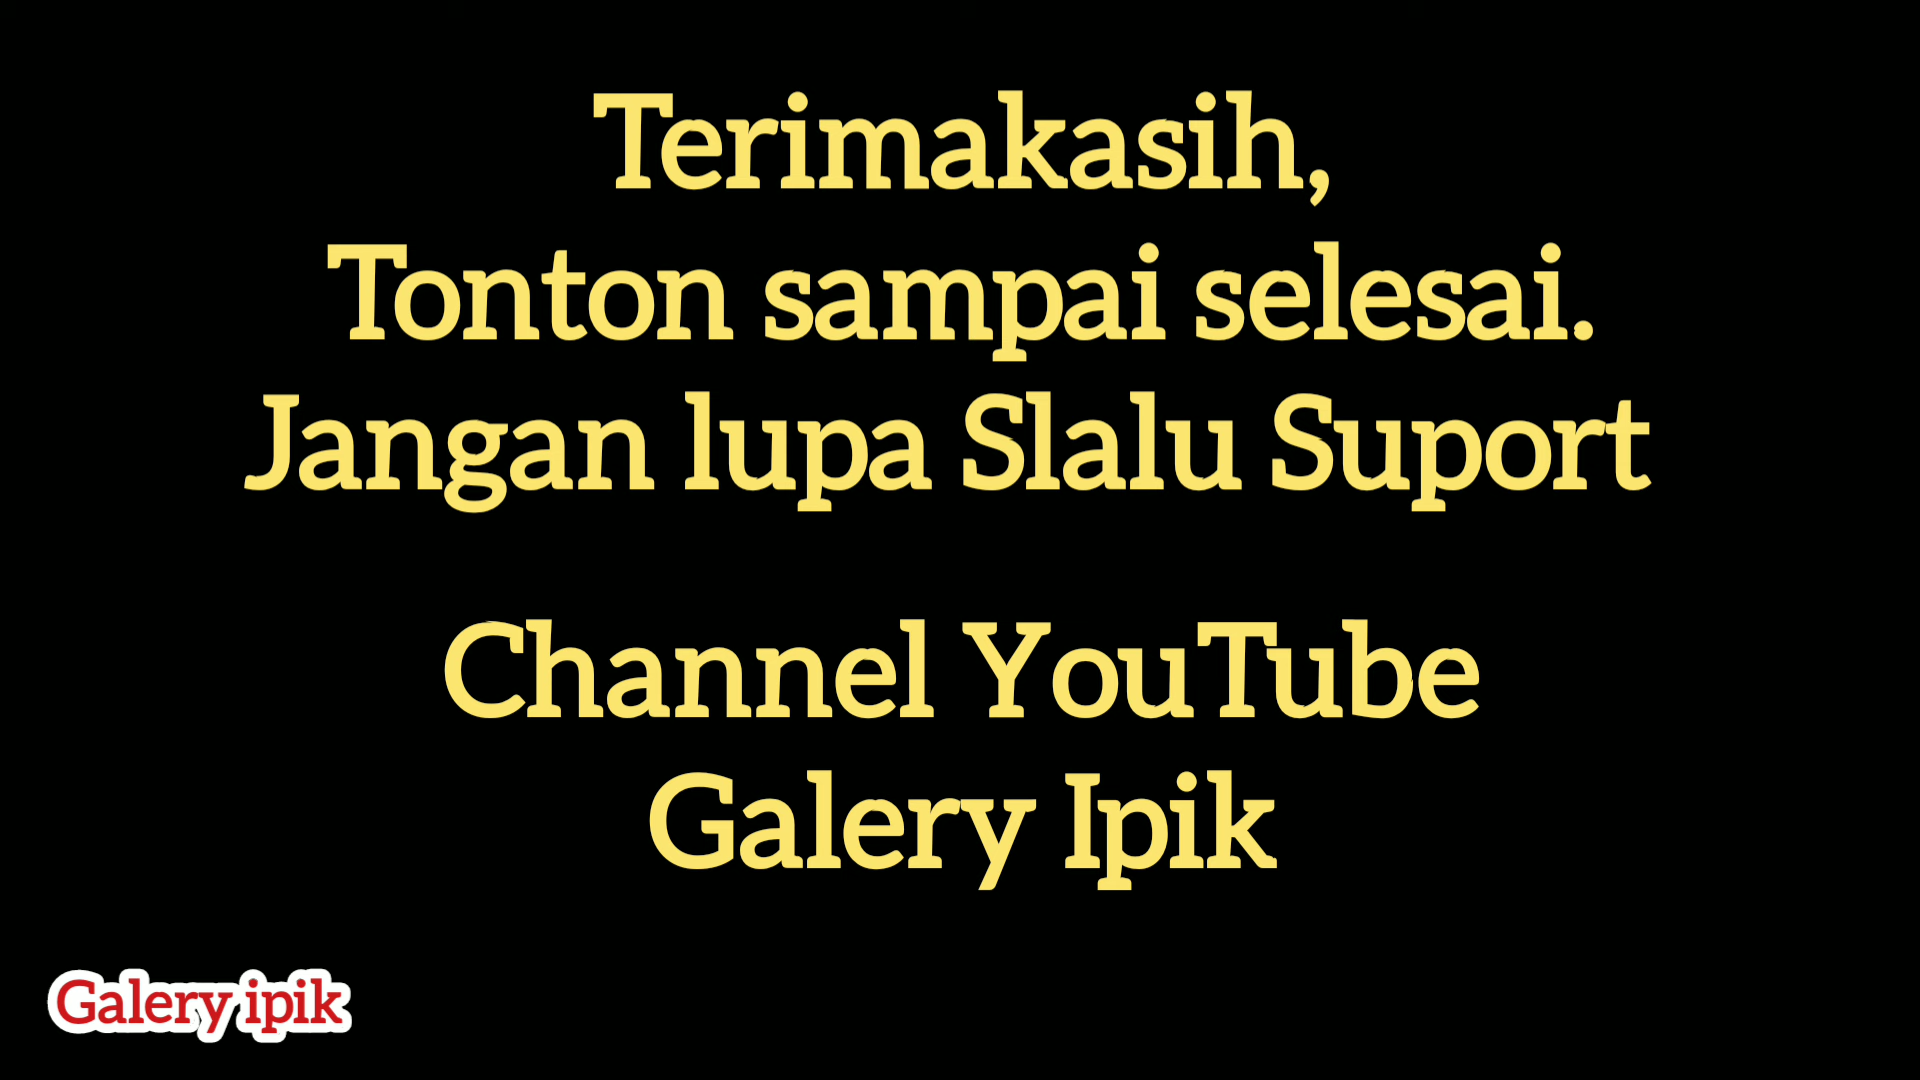 Terimakasih,
Tonton sampai selesai.
Jangan lupa Slalu Suport
Channel YouTube
Galery Ipik
Galery ipik